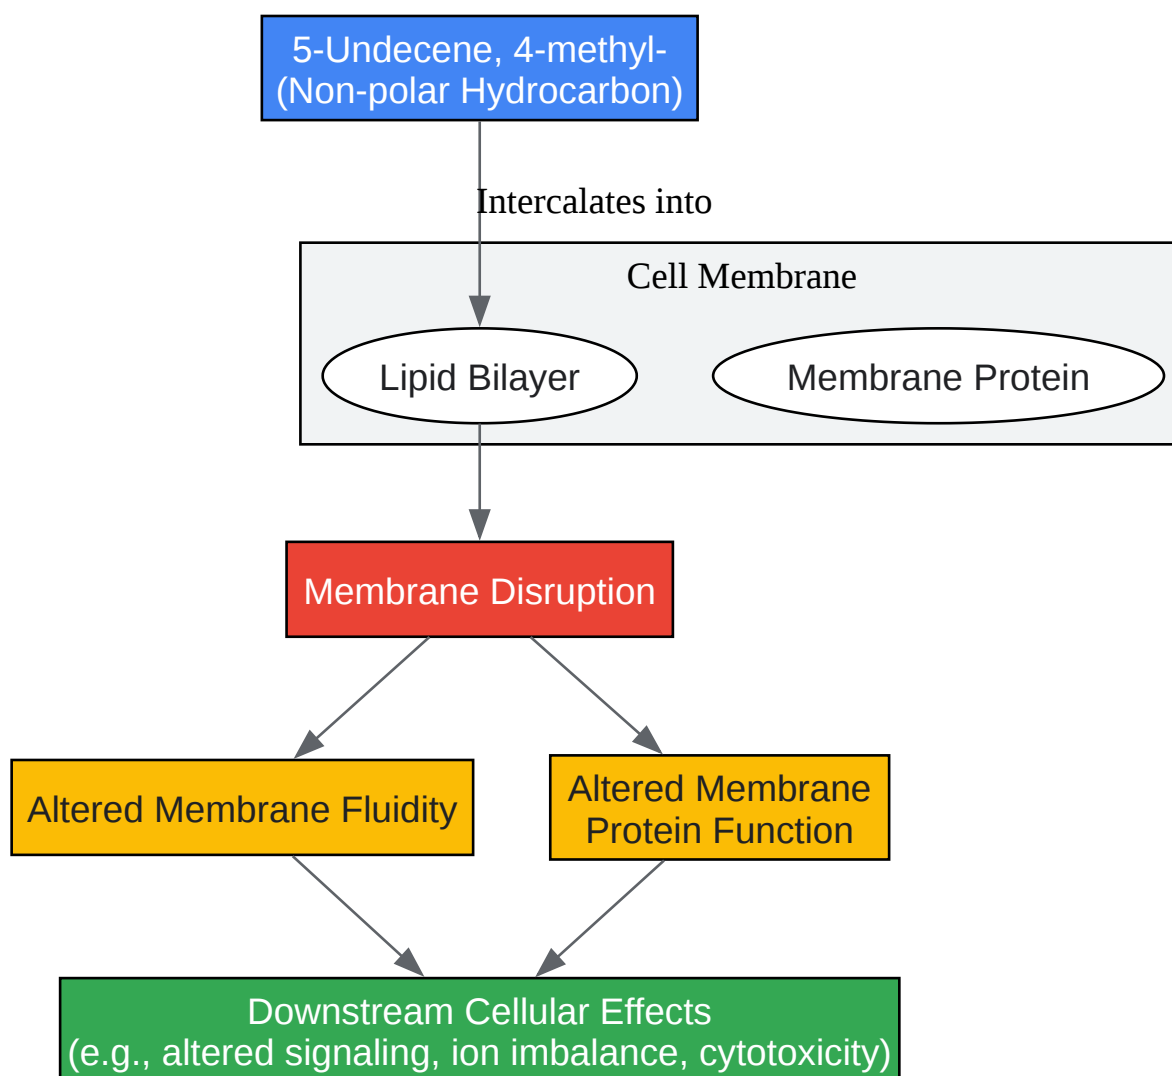 5-Undecene, 4-methyl-
(Non-polar Hydrocarbon)
Intercalates into
Cell Membrane
Lipid Bilayer
Membrane Protein
Membrane Disruption
Altered Membrane Fluidity
Altered Membrane
Protein Function
Downstream Cellular Effects
(e.g., altered signaling, ion imbalance, cytotoxicity)